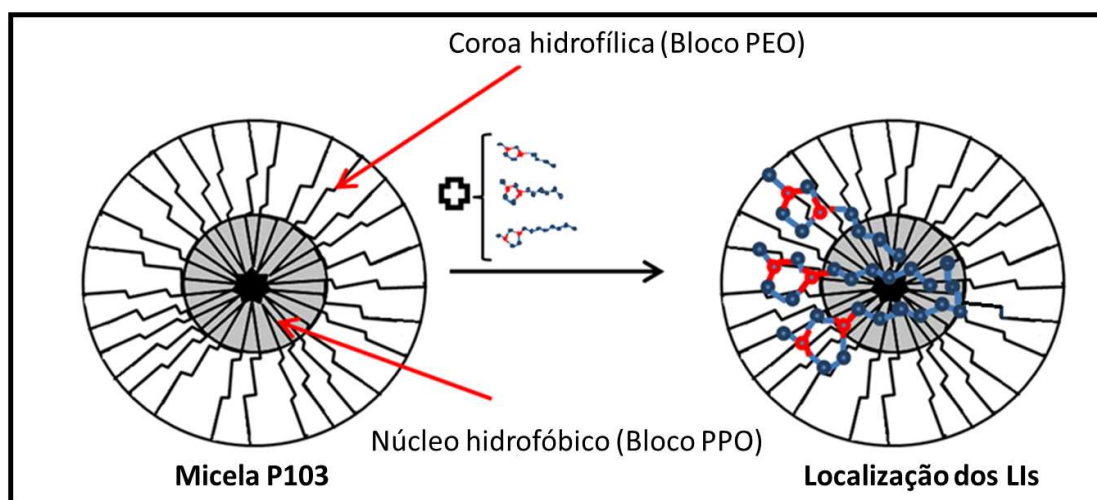 Coroa hidrofílica (Bloco PEO)
Núcleo hidrofóbico (Bloco PPO)
Micela P103
Localização dos LIs